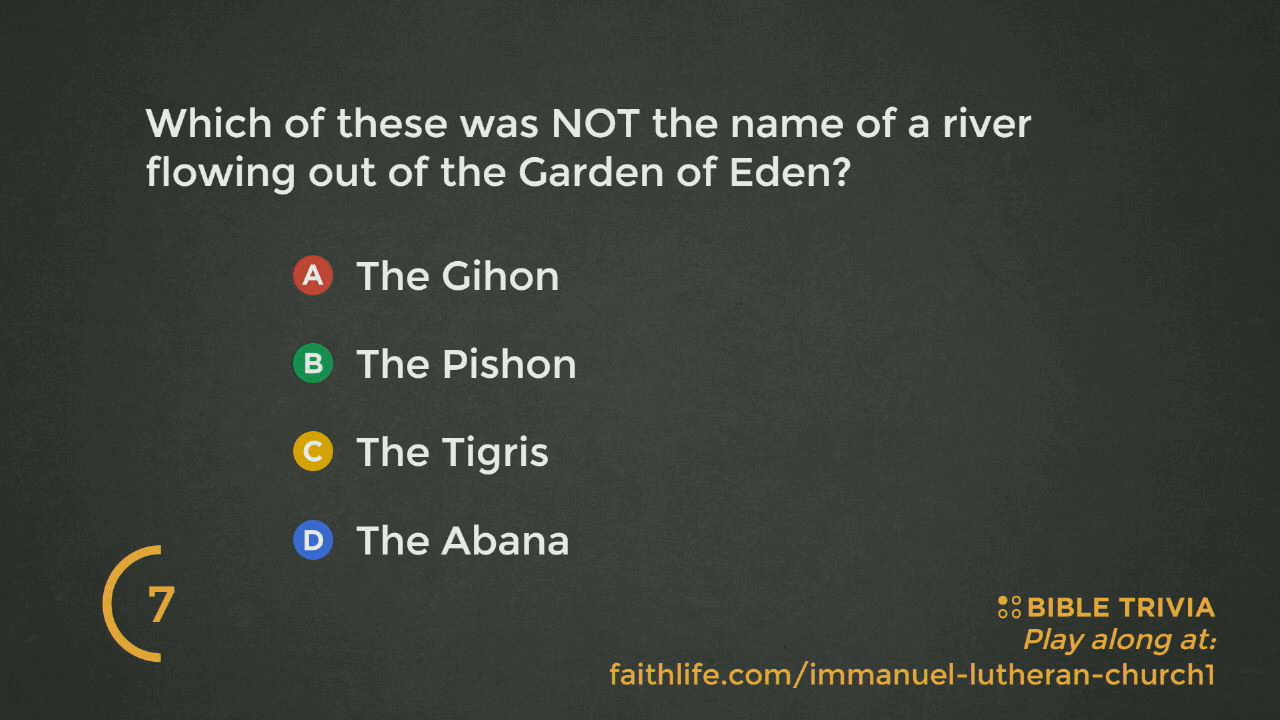 Which of these was NOT the name of a river
flowing out of the Garden of Eden?
A The Gihon
B The Pishon
C The Tigris
D The Abana
7
BIBLE TRIVIA
Play along at:
faithlife.com/immanuel-lutheran-church1